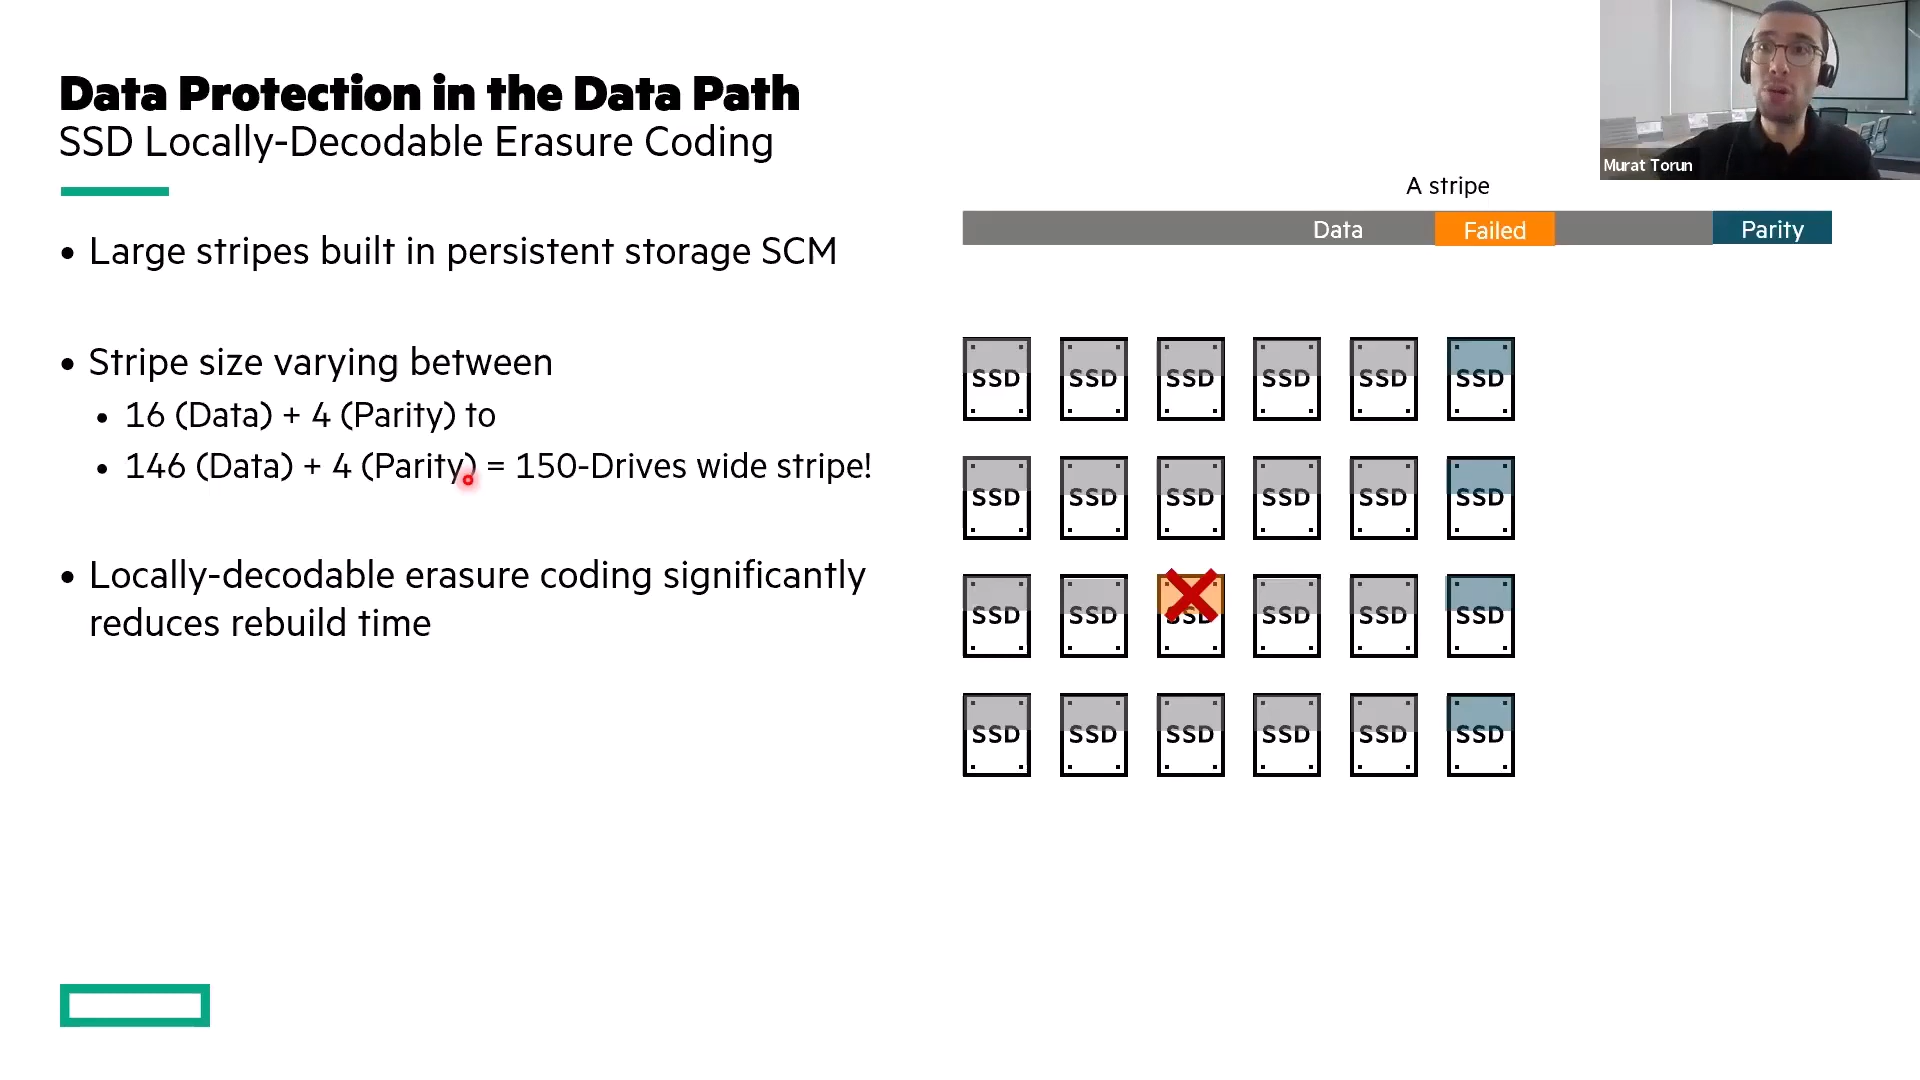 Data Protection in the Data Path
SSD Locally-Decodable Erasure Coding
Murat Torun
• Large stripes built in persistent storage SCM
• Stripe size varying between
• 16 (Data) + 4 (Parity) to
• 146 (Data) + 4 (Parity) = 150-Drives wide stripe!
• Locally-decodable erasure coding significantly
reduces rebuild time
A stripe
Data Failed Parity
SSD SSD SSD SSD SSD SSD
SSD SSD SSD SSD SSD SSD
SSD SSD SSD SSD SSD SSD
SSD SSD SSD SSD SSD SSD